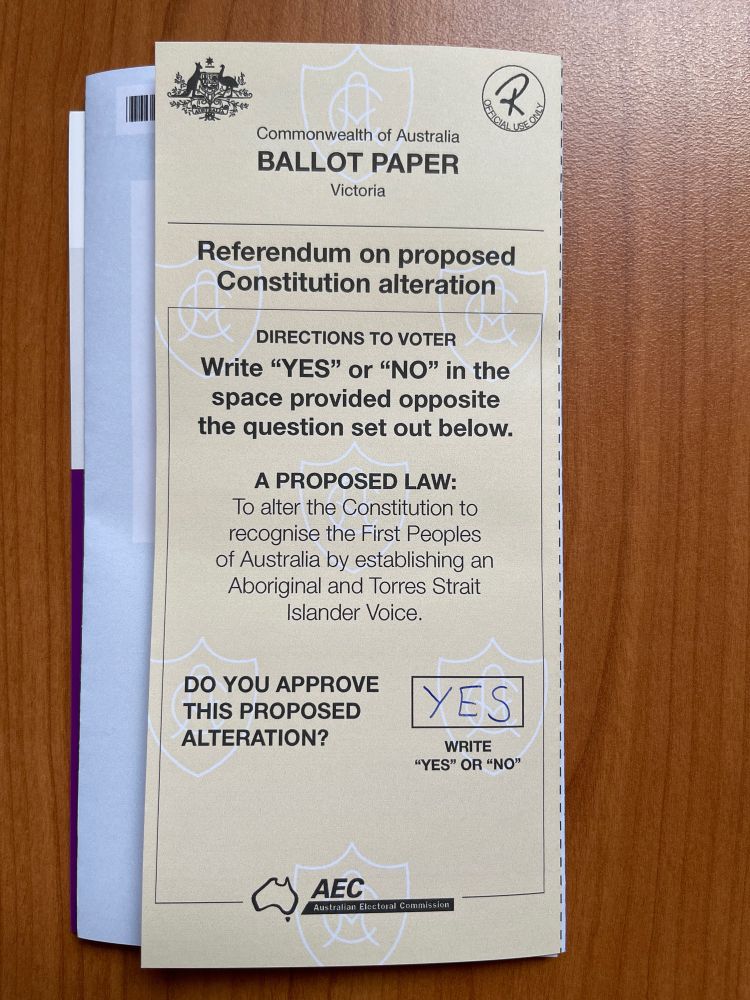 OFFICIAL USE ONLY
Commonwealth of Australia
BALLOT PAPER
Victoria
Referendum on proposed
Constitution alteration
DIRECTIONS TO VOTER
Write “YES” or “NO” in the
space provided opposite
the question set out below.
A PROPOSED LAW:
To alter the Constitution to
recognise the First Peoples
of Australia by establishing an
Aboriginal and Torres Strait
Islander Voice.
DO YOU APPROVE
THIS PROPOSED
ALTERATION?
YES
WRITE
“YES” OR “NO”
AEC
Australian Electoral Commission